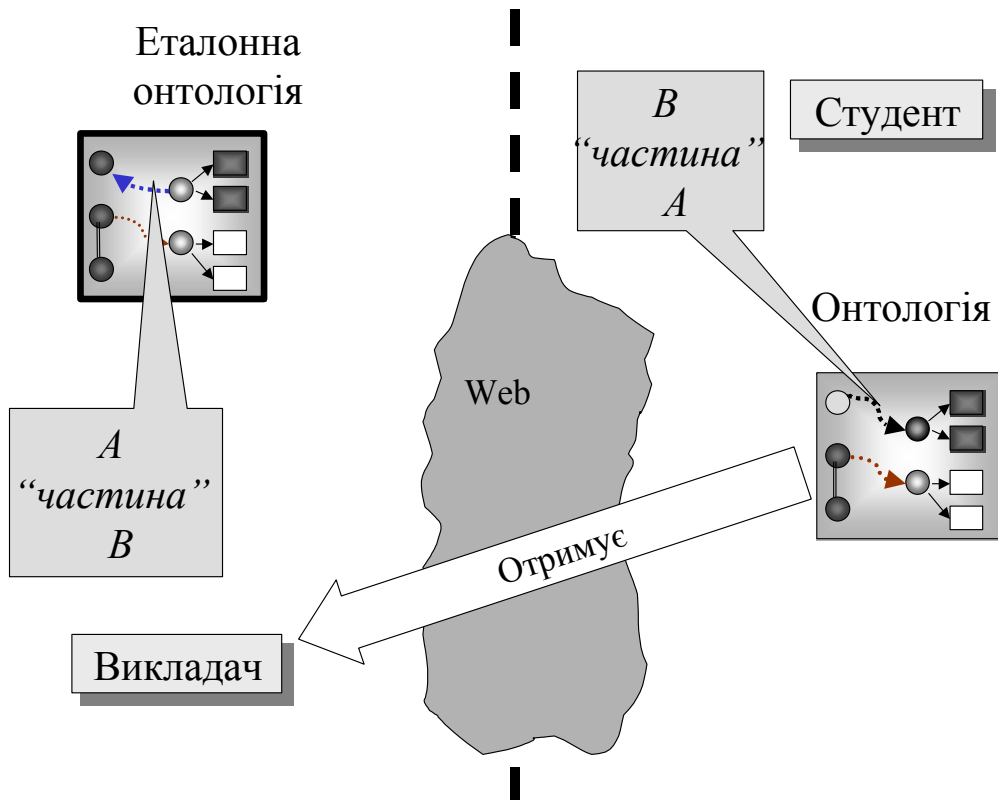 Еталонна
онтологія
B
“частина”
A
Студент
Онтологія
Web
A
“частина”
B
Отримує
Викладач